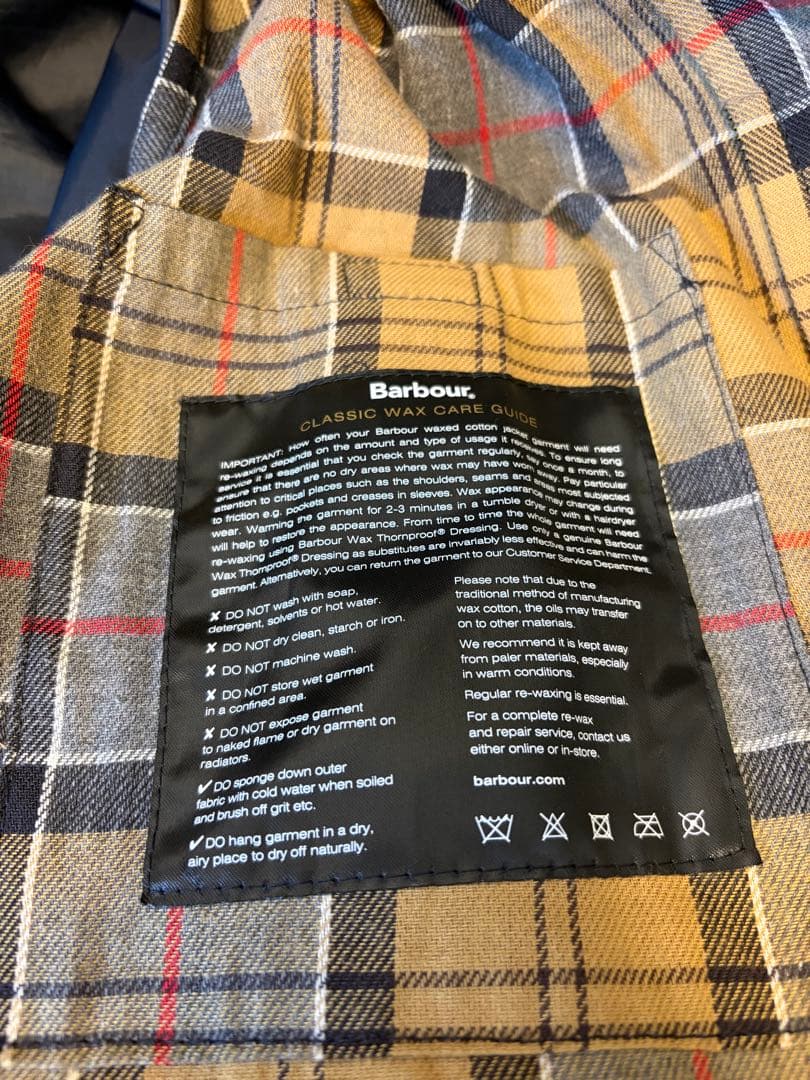 Barbour.
CLASSIC WAX CARE GUIDE
IMPORTANT: How often your Barbour waxed cotton jacket garment will need
re-waxing depends on the amount and type of usage it receives. To ensure long
service it is essential that you check the garment regularly, say once a month, to
ensure that there are no dry areas where wax may have worn away. Pay particular
attention to critical places such as the shoulders, seams and areas most subjected
to friction e.g. pockets and creases in sleeves. Wax appearance may change during
wear. Warming the garment for 2-3 minutes in a tumble dryer or with a hairdryer
will help to restore the appearance. From time to time the whole garment will need
re-waxing using Barbour Wax Thornproof® Dressing. Use only a genuine Barbour
Wax Thornproof® Dressing as substitutes are invariably less effective and can harm the
garment. Alternatively, you can return the garment to our Customer Service Department.
✘ DO NOT wash with soap,
detergent, solvents or hot water.
✘ DO NOT dry clean, starch or iron.
✘ DO NOT machine wash.
✘ DO NOT store wet garment
in a confined area.
✘ DO NOT expose garment
to naked flame or dry garment on
radiators.
✔ DO sponge down outer
fabric with cold water when soiled
and brush off grit etc.
✔ DO hang garment in a dry,
airy place to dry off naturally.
Please note that due to the
traditional method of manufacturing
wax cotton, the oils may transfer
on to other materials.
We recommend it is kept away
from paler materials, especially
in warm conditions.
Regular re-waxing is essential.
For a complete re-wax
and repair service, contact us
either online or in-store.
barbour.com